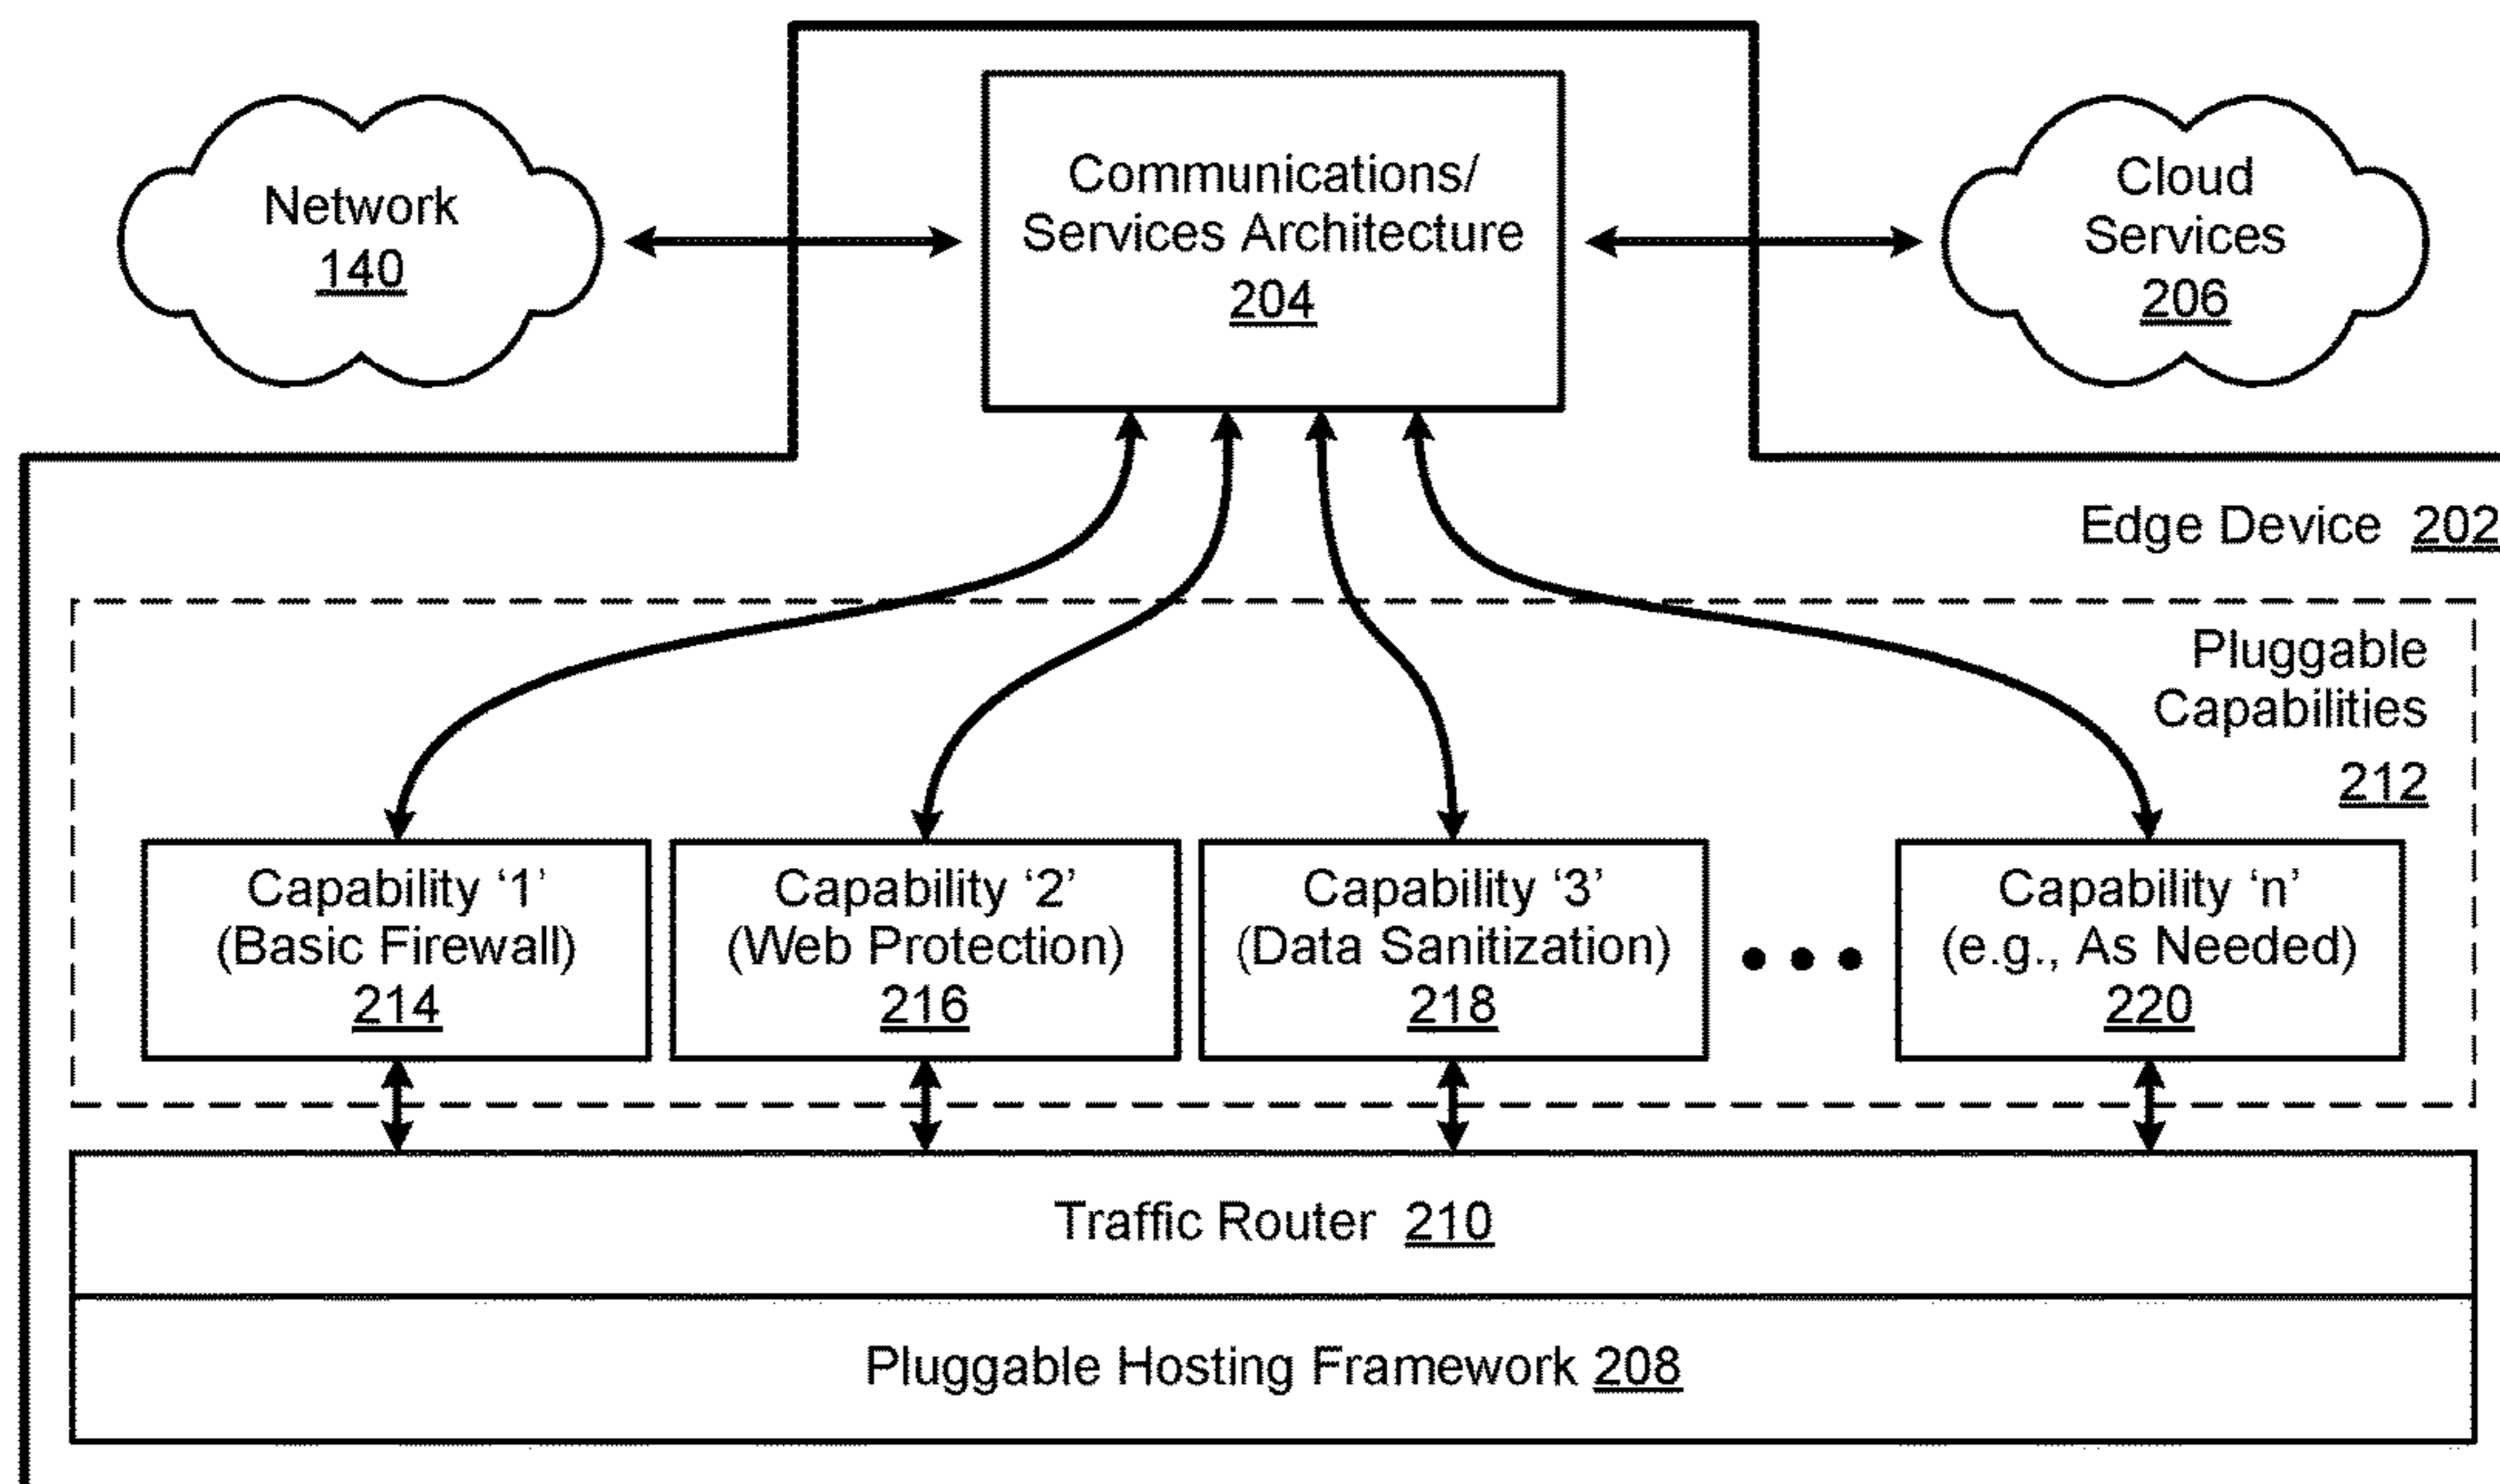 Network
140
Communications/
Services Architecture
204
Cloud
Services
206
Edge Device 202
Pluggable
Capabilities
212
Capability ‘1’
(Basic Firewall)
214
Capability ‘2’
(Web Protection)
216
Capability ‘3’
(Data Sanitization)
218
Capability ‘n’
(e.g., As Needed)
220
Traffic Router 210
Pluggable Hosting Framework 208